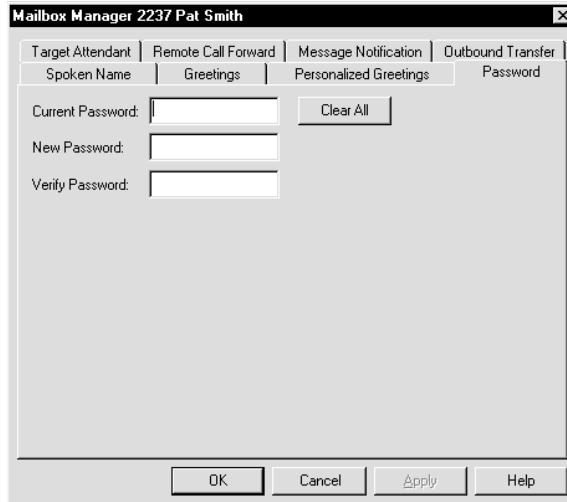 Mailbox Manager 2237 Pat Smith
Target Attendant Remote Call Forward Message Notification Outbound Transfer
Spoken Name Greetings Personalized Greetings Password
Current Password: Clear All
New Password:
Verify Password:
OK Cancel Apply Help